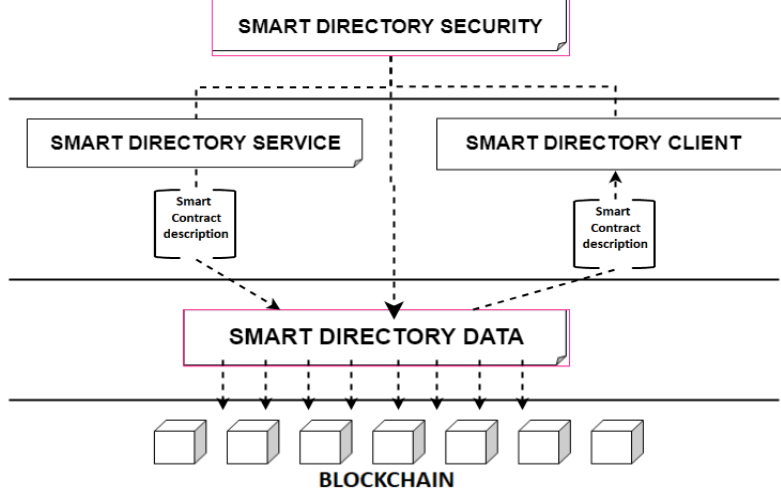 SMART DIRECTORY SECURITY
SMART DIRECTORY SERVICE
SMART DIRECTORY CLIENT
Smart
Contract
description
Smart
Contract
description
SMART DIRECTORY DATA
BLOCKCHAIN